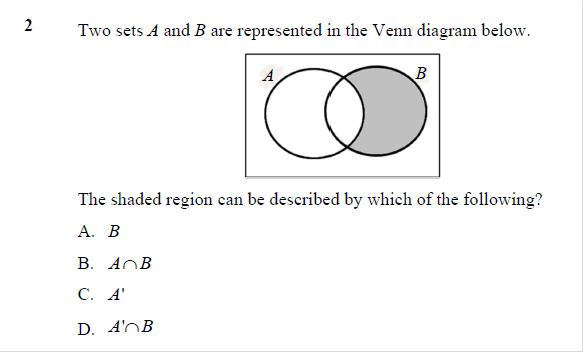 2 Two sets A and B are represented in the Venn diagram below.
A B
The shaded region can be described by which of the following?
A. B
B. A∩B
C. A'
D. A'∩B